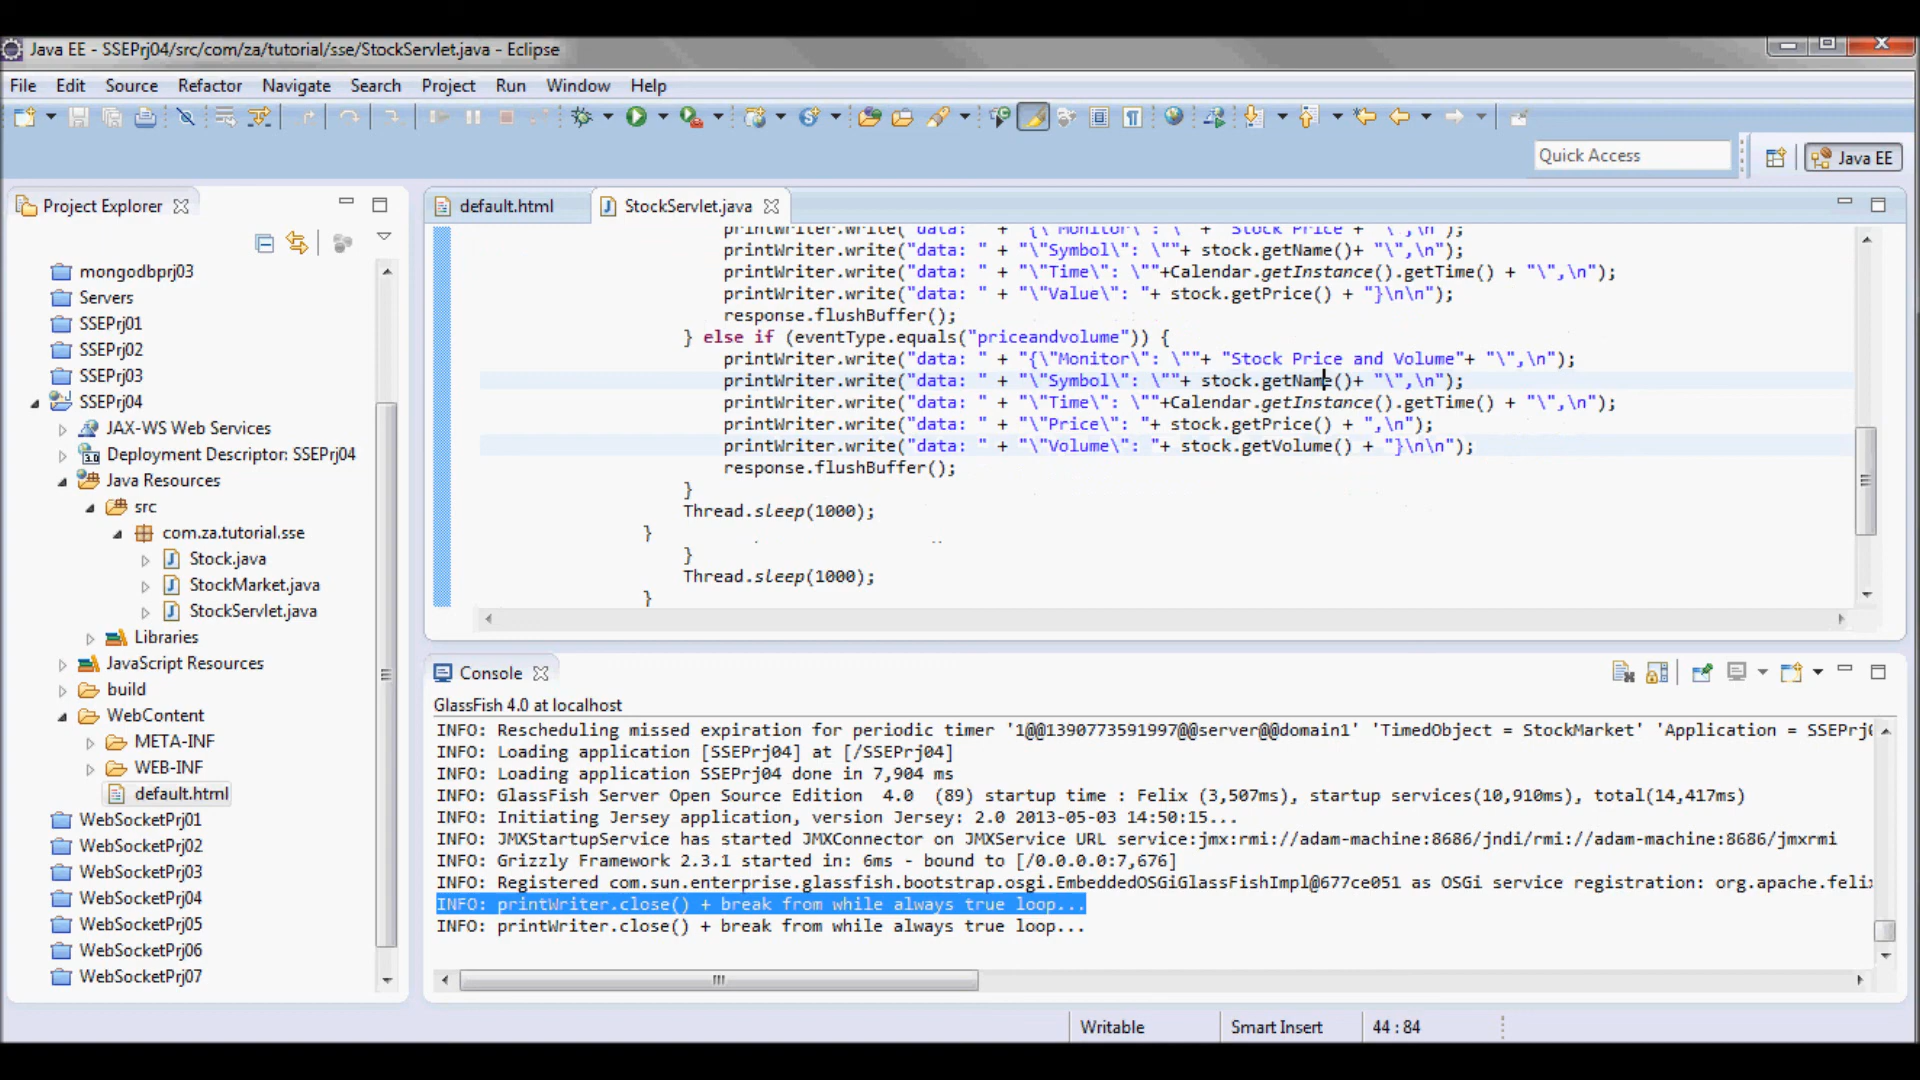 Java EE - SSEPrj04/src/com/za/tutorial/sse/StockServlet.java - Eclipse
File Edit Source Refactor Navigate Search Project Run Window Help
Quick Access
Java EE
Project Explorer
mongodbprj03
Servers
SSEPrj01
SSEPrj02
SSEPrj03
SSEPrj04
JAX-WS Web Services
Deployment Descriptor: SSEPrj04
Java Resources
src
com.za.tutorial.sse
Stock.java
StockMarket.java
StockServlet.java
Libraries
JavaScript Resources
build
WebContent
META-INF
WEB-INF
default.html
WebSocketPrj01
WebSocketPrj02
WebSocketPrj03
WebSocketPrj04
WebSocketPrj05
WebSocketPrj06
WebSocketPrj07
default.html
StockServlet.java
printWriter.write("data: " + "{\"Monitor\": \""+ "Stock Price"+ "\",\n");
printWriter.write("data: " + "\"Symbol\": \""+ stock.getName()+ "\",\n");
printWriter.write("data: " + "\"Time\": \""+Calendar.getInstance().getTime() + "\",\n");
printWriter.write("data: " + "\"Value\": "+ stock.getPrice() + "}\n\n");
response.flushBuffer();
} else if (eventType.equals("priceandvolume")) {
printWriter.write("data: " + "{\"Monitor\": \""+ "Stock Price and Volume"+ "\",\n");
printWriter.write("data: " + "\"Symbol\": \""+ stock.getName()+ "\",\n");
printWriter.write("data: " + "\"Time\": \""+Calendar.getInstance().getTime() + "\",\n");
printWriter.write("data: " + "\"Price\": "+ stock.getPrice() + ",\n");
printWriter.write("data: " + "\"Volume\": "+ stock.getVolume() + "}\n\n");
response.flushBuffer();
}
Thread.sleep(1000);
}
}
Thread.sleep(1000);
}
Console
GlassFish 4.0 at localhost
INFO: Rescheduling missed expiration for periodic timer '1@@1390773591997@@server@@domain1' 'TimedObject = StockMarket' 'Application = SSEPrj0
INFO: Loading application [SSEPrj04] at [/SSEPrj04]
INFO: Loading application SSEPrj04 done in 7,904 ms
INFO: GlassFish Server Open Source Edition 4.0 (89) startup time : Felix (3,507ms), startup services(10,910ms), total(14,417ms)
INFO: Initiating Jersey application, version Jersey: 2.0 2013-05-03 14:50:15...
INFO: JMXStartupService has started JMXConnector on JMXService URL service:jmx:rmi://adam-machine:8686/jndi/rmi://adam-machine:8686/jmxrmi
INFO: Grizzly Framework 2.3.1 started in: 6ms - bound to [/0.0.0.0:7,676]
INFO: Registered com.sun.enterprise.glassfish.bootstrap.osgi.EmbeddedOSGiGlassFishImpl@677ce051 as OSGi service registration: org.apache.felix
INFO: printWriter.close() + break from while always true loop...
INFO: printWriter.close() + break from while always true loop...
Writable
Smart Insert
44 : 84